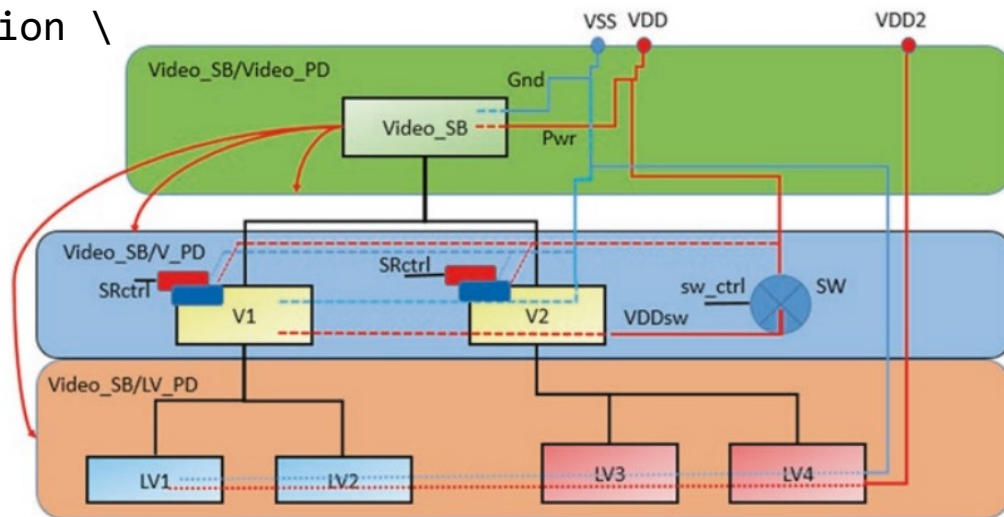 ion \
VSS VDD VDD2
Video_SB/Video_PD
Gnd
Video_SB
Pwr
Video_SB/V_PD
SRctrl
SRctrl
sw_ctrl
SW
V1
V2
VDDsw
Video_SB/LV_PD
LV1
LV2
LV3
LV4